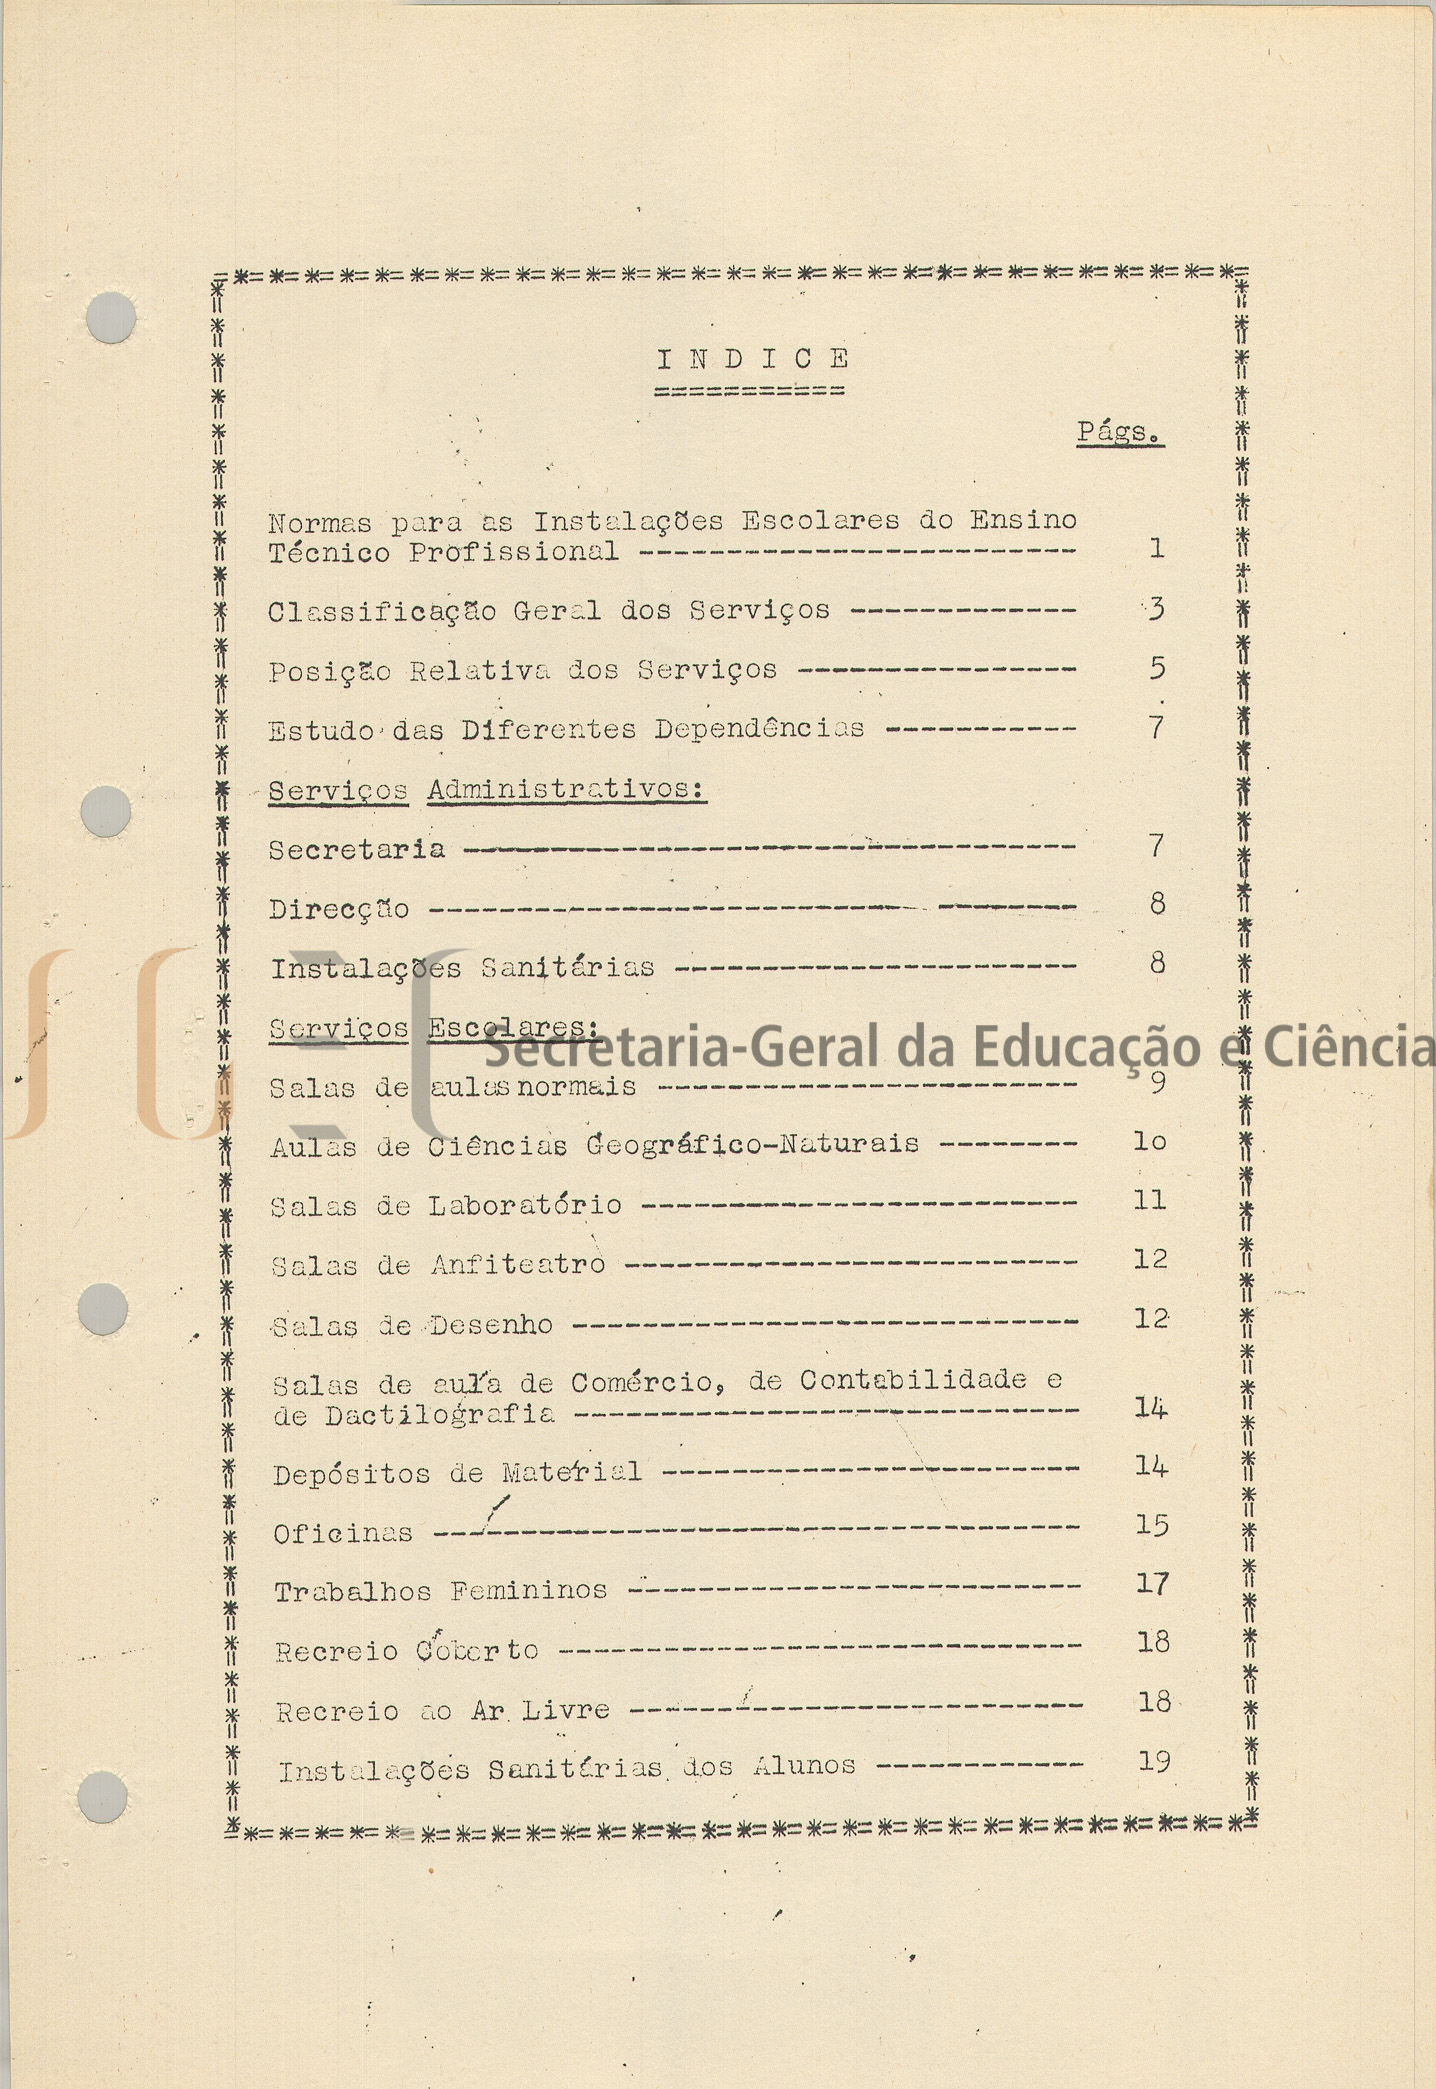 I N D I C E
===========
Págs.
Normas para as Instalações Escolares do Ensino
Técnico Profissional ------------------------- 1
Classificação Geral dos Serviços ------------- 3
Posição Relativa dos Serviços ---------------- 5
Estudo das Diferentes Dependências ----------- 7
Serviços Administrativos:
Secretaria ----------------------------------- 7
Direcção ------------------------------------- 8
Instalações Sanitárias ----------------------- 8
Serviços Escolares:
Secretaria-Geral da Educação e Ciência
Salas de aulas normais ------------------------ 9
Aulas de Ciências Geográfico-Naturais -------- 1o
Salas de Laboratório ------------------------- 11
Salas de Anfiteatro -------------------------- 12
Salas de Desenho ----------------------------- 12
Salas de aula de Comércio, de Contabilidade e
de Dactilografia ----------------------------- 14
Depósitos de Material ------------------------ 14
Oficinas ------------------------------------- 15
Trabalhos Femininos -------------------------- 17
Recreio Coberto ------------------------------ 18
Recreio ao Ar Livre -------------------------- 18
Instalações Sanitárias dos Alunos ------------ 19